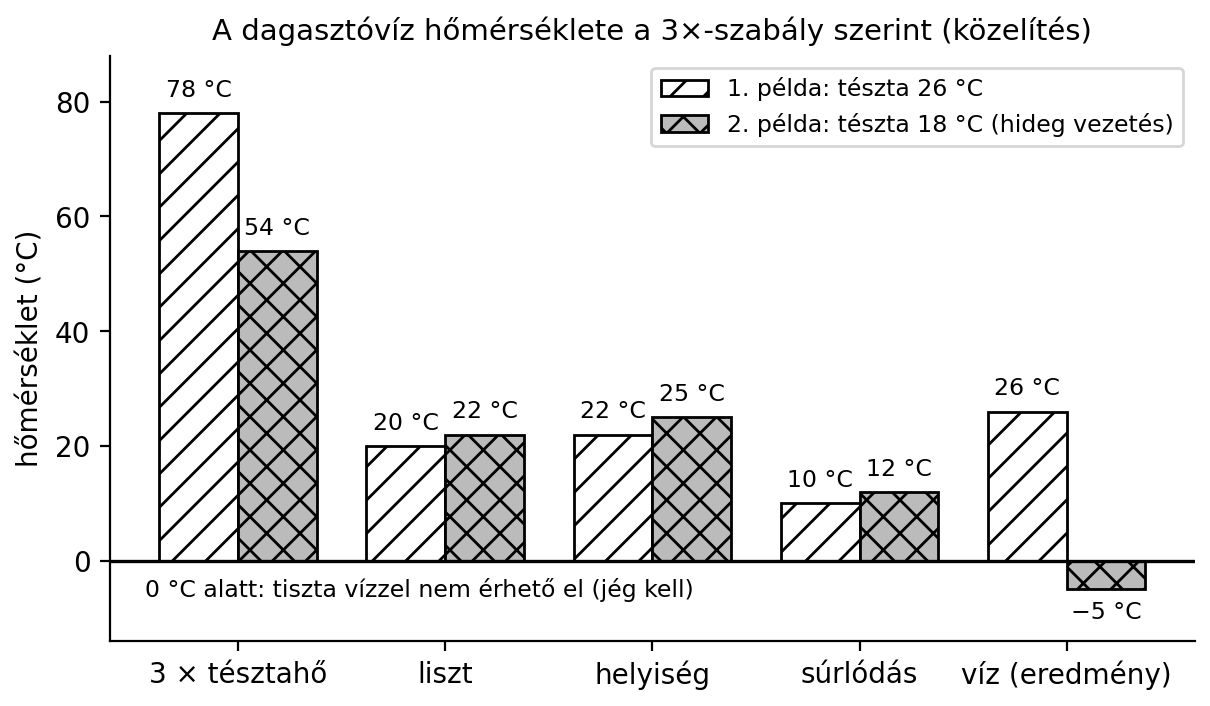 A dagasztóvíz hőmérséklete a 3×-szabály szerint (közelítés)
1. példa: tészta 26 °C
2. példa: tészta 18 °C (hideg vezetés)
hőmérséklet (°C)
80
60
40
20
0
78 °C
54 °C
20 °C
22 °C
22 °C
25 °C
10 °C
12 °C
26 °C
−5 °C
0 °C alatt: tiszta vízzel nem érhető el (jég kell)
3 × tésztahő
liszt
helyiség
súrlódás
víz (eredmény)